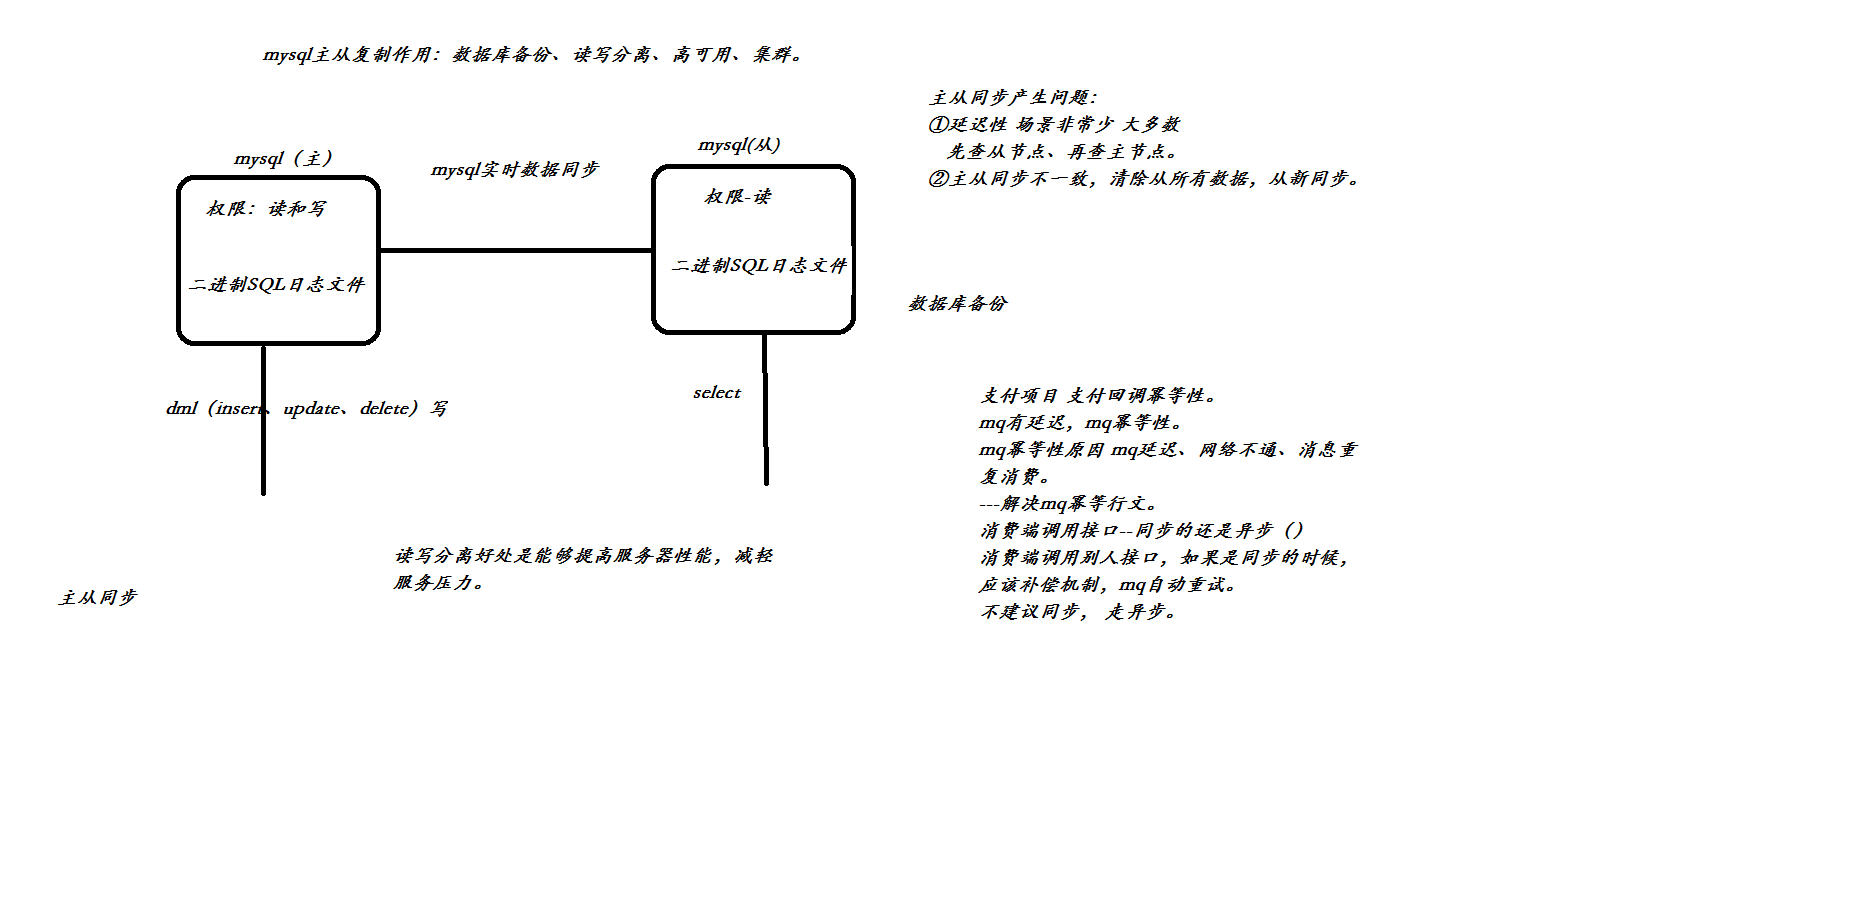 mysql主从复制作用：数据库备份、读写分离、高可用、集群。
主从同步产生问题：
①延迟性 场景非常少 大多数
先查从节点、再查主节点。
②主从同步不一致，清除从所有数据，从新同步。
mysql（主）
mysql实时数据同步
mysql(从)
权限：读和写
权限-读
二进制SQL日志文件
二进制SQL日志文件
数据库备份
dml（insert、update、delete）写
select
支付项目 支付回调幂等性。
mq有延迟，mq幂等性。
mq幂等性原因 mq延迟、网络不通、消息重
复消费。
---解决mq幂等行文。
消费端调用接口--同步的还是异步（）
消费端调用别人接口，如果是同步的时候，
应该补偿机制，mq自动重试。
不建议同步， 走异步。
读写分离好处是能够提高服务器性能，减轻
服务压力。
主从同步